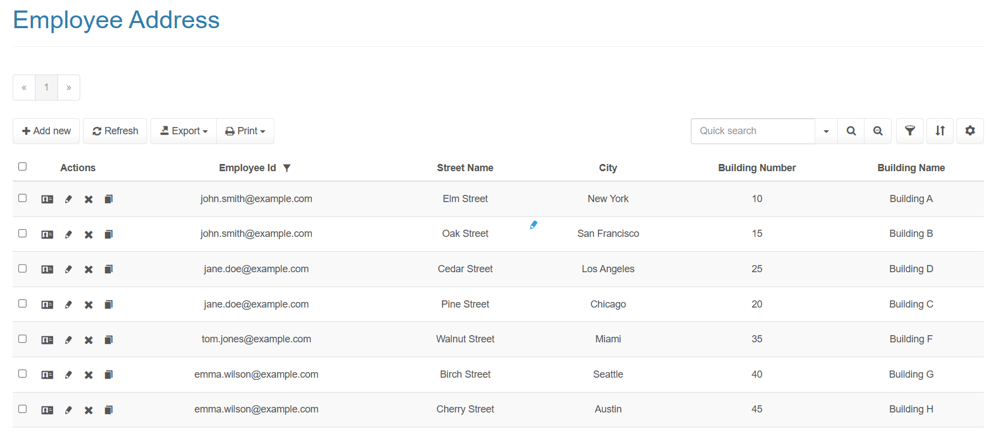 Employee Address
« 1 »
Add new Refresh Export Print Quick search
Actions Employee Id Street Name City Building Number Building Name
john.smith@example.com Elm Street New York 10 Building A
john.smith@example.com Oak Street San Francisco 15 Building B
jane.doe@example.com Cedar Street Los Angeles 25 Building D
jane.doe@example.com Pine Street Chicago 20 Building C
tom.jones@example.com Walnut Street Miami 35 Building F
emma.wilson@example.com Birch Street Seattle 40 Building G
emma.wilson@example.com Cherry Street Austin 45 Building H